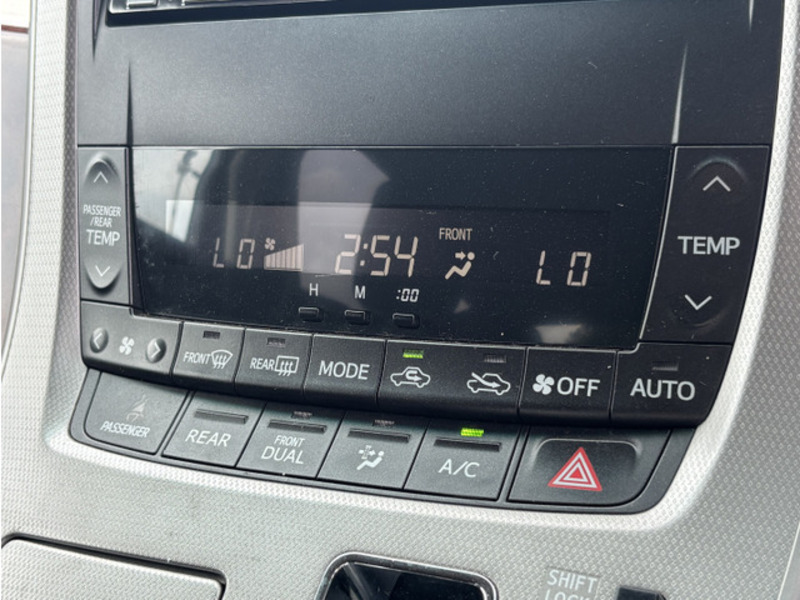 PASSENGER
/REAR
TEMP
LO
2:54
FRONT
LO
TEMP
H M :00
FRONT
REAR
MODE
OFF
AUTO
PASSENGER
REAR
FRONT
DUAL
A/C
SHIFT
LOCK